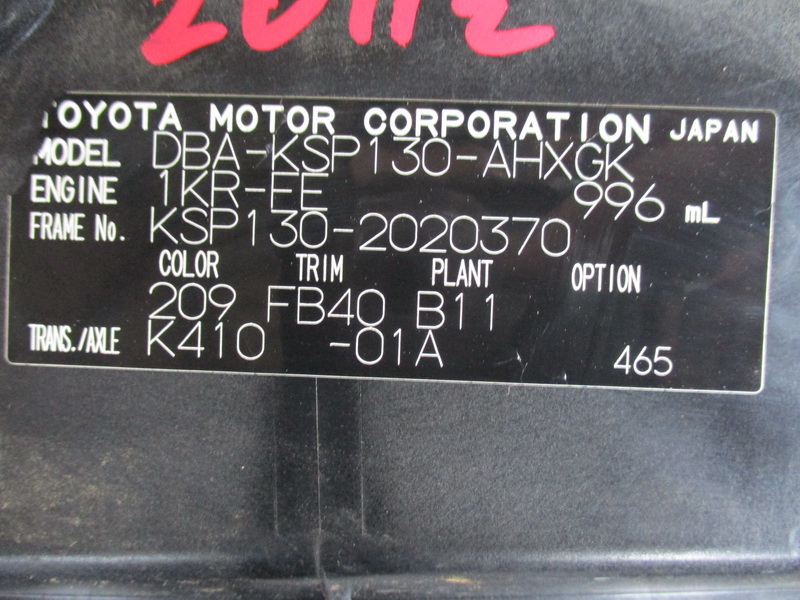 TOYOTA MOTOR CORPORATION JAPAN
MODEL DBA-KSP130-AHXGK
ENGINE 1KR-FE 996 mL
FRAME No. KSP130-2020370
COLOR TRIM PLANT OPTION
209 FB40 B11
TRANS./AXLE K410 -01A 465